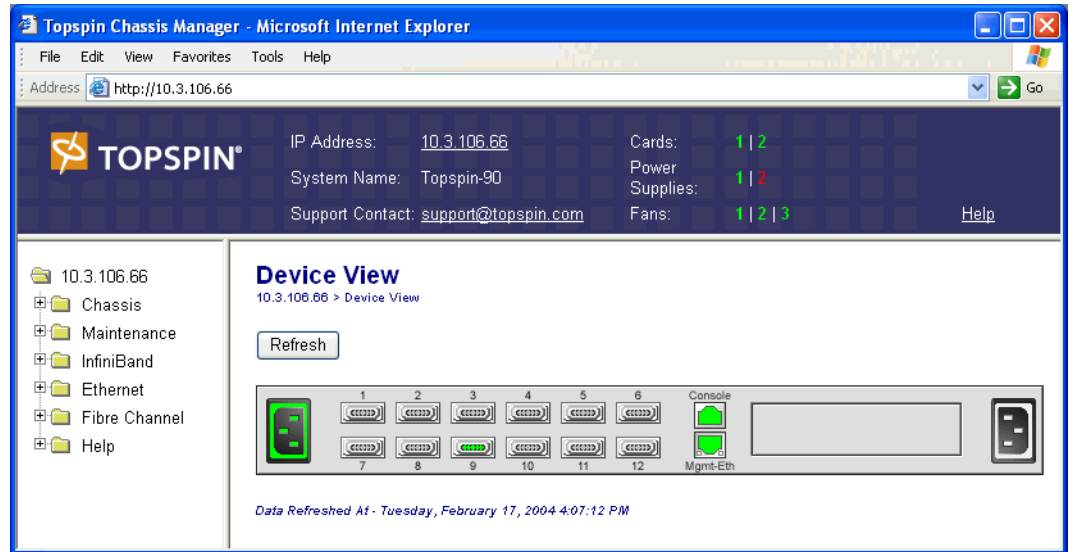 Topspin Chassis Manager - Microsoft Internet Explorer
File Edit View Favorites Tools Help
Address http://10.3.106.66 Go
TOPSPIN®
IP Address: 10.3.106.66
System Name: Topspin-90
Support Contact: support@topspin.com
Cards: 1 | 2
Power Supplies: 1 | 2
Fans: 1 | 2 | 3
Help
10.3.106.66
Chassis
Maintenance
InfiniBand
Ethernet
Fibre Channel
Help
Device View
10.3.106.66 > Device View
Refresh
1 2 3 4 5 6 Console
7 8 9 10 11 12 Mgmt-Eth
Data Refreshed At - Tuesday, February 17, 2004 4:07:12 PM